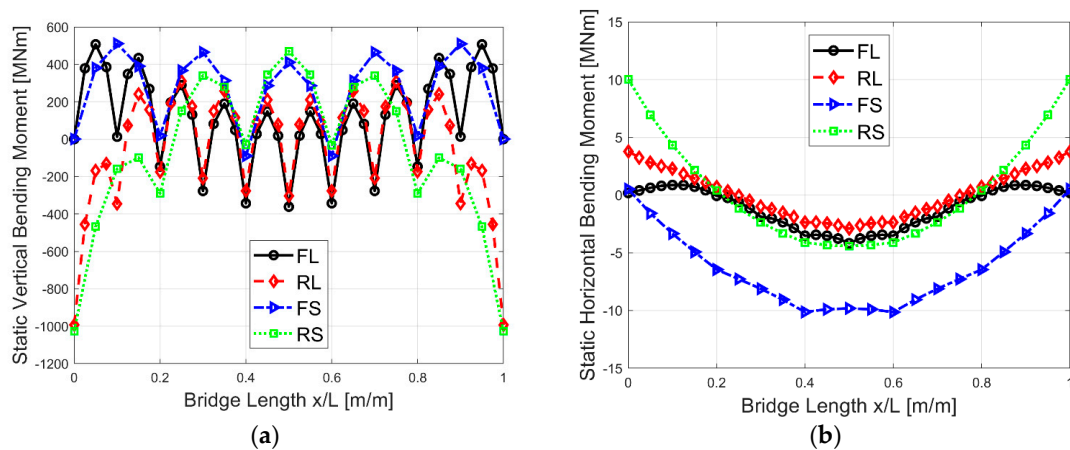 Static Vertical Bending Moment [MNm]
600
400
200
0
-200
-400
-600
-800
-1000
-1200
FL
RL
FS
RS
0
0.2
0.4
0.6
0.8
1
Bridge Length x/L [m/m]
(a)
Static Horizontal Bending Moment [MNm]
15
10
5
0
-5
-10
-15
FL
RL
FS
RS
0
0.2
0.4
0.6
0.8
1
Bridge Length x/L [m/m]
(b)